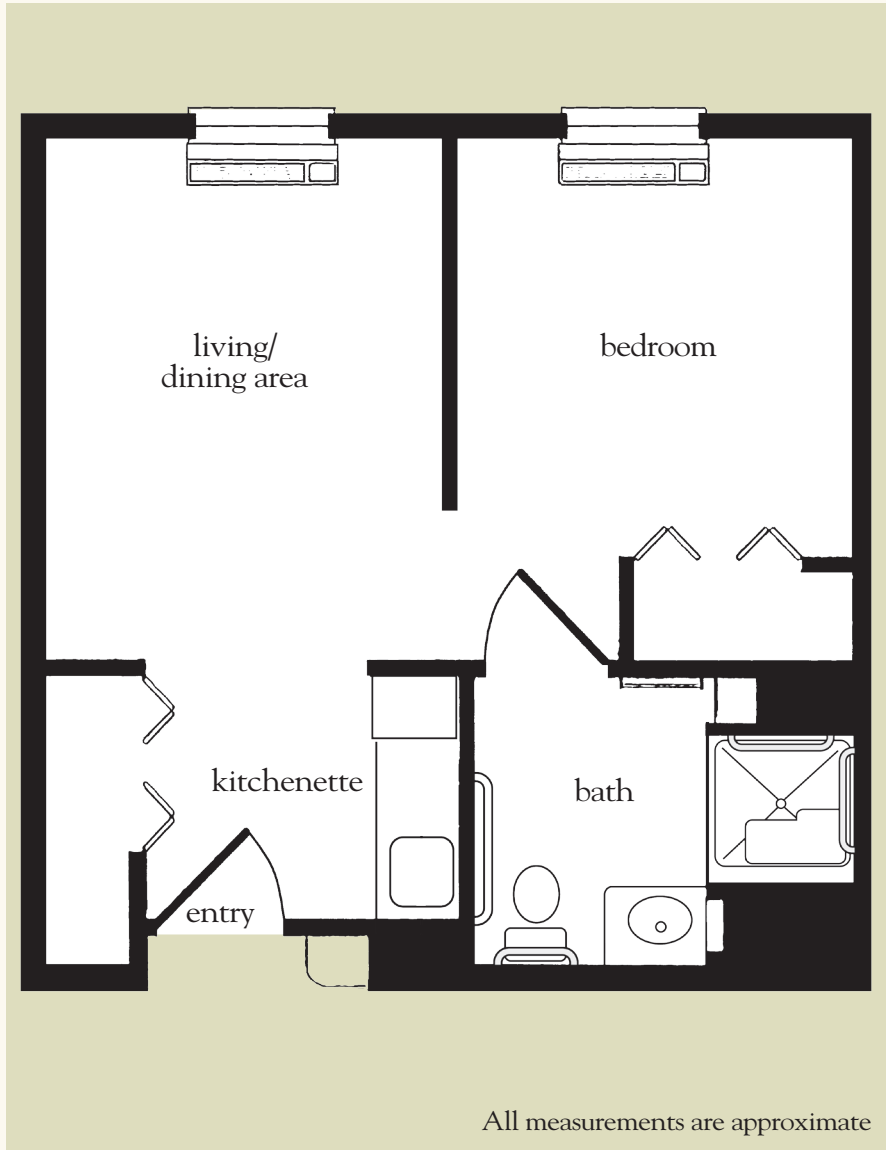 living/
dining area
bedroom
kitchenette
bath
entry
All measurements are approximate